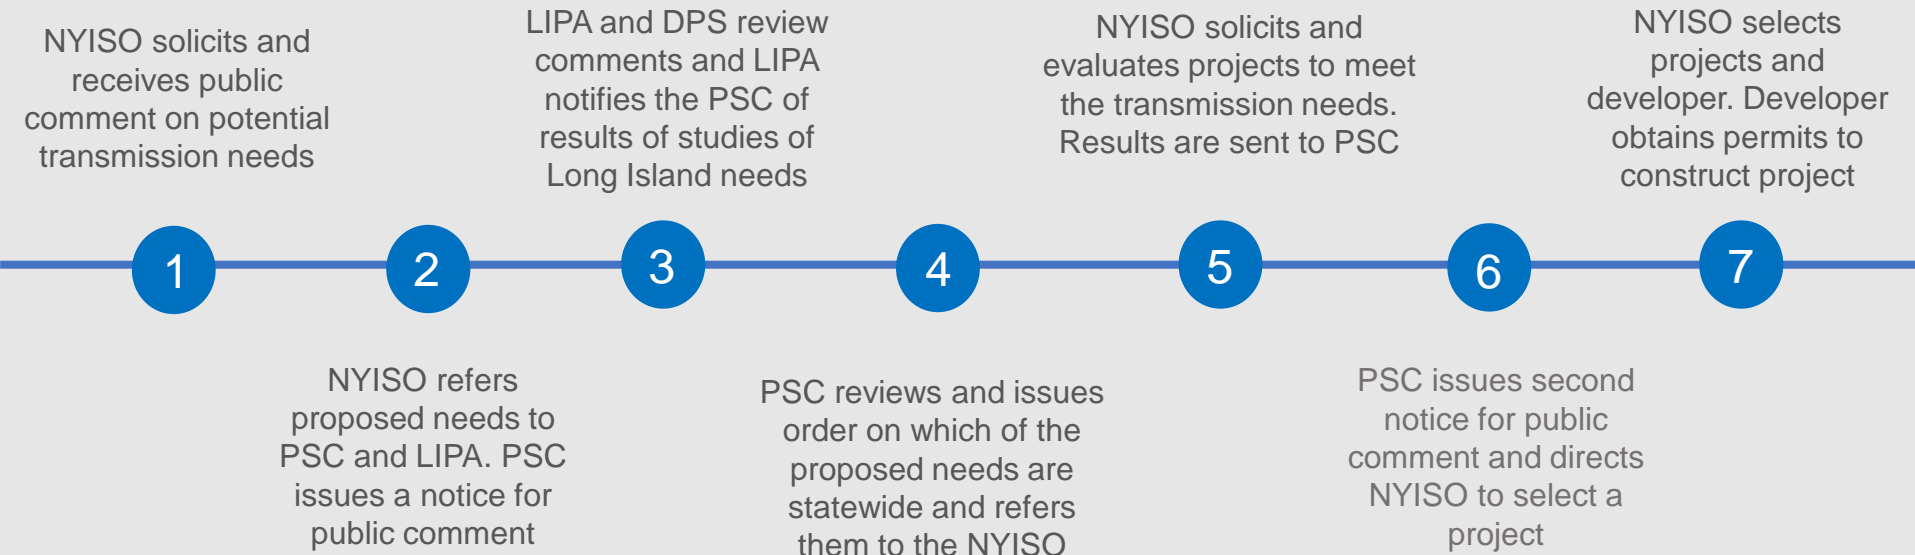 NYISO solicits and
receives public
comment on potential
transmission needs
1
NYISO refers
proposed needs to
PSC and LIPA. PSC
issues a notice for
public comment
2
LIPA and DPS review
comments and LIPA
notifies the PSC of
results of studies of
Long Island needs
3
PSC reviews and issues
order on which of the
proposed needs are
statewide and refers
them to the NYISO
4
NYISO solicits and
evaluates projects to meet
the transmission needs.
Results are sent to PSC
5
PSC issues second
notice for public
comment and directs
NYISO to select a
project
6
NYISO selects
projects and
developer. Developer
obtains permits to
construct project
7